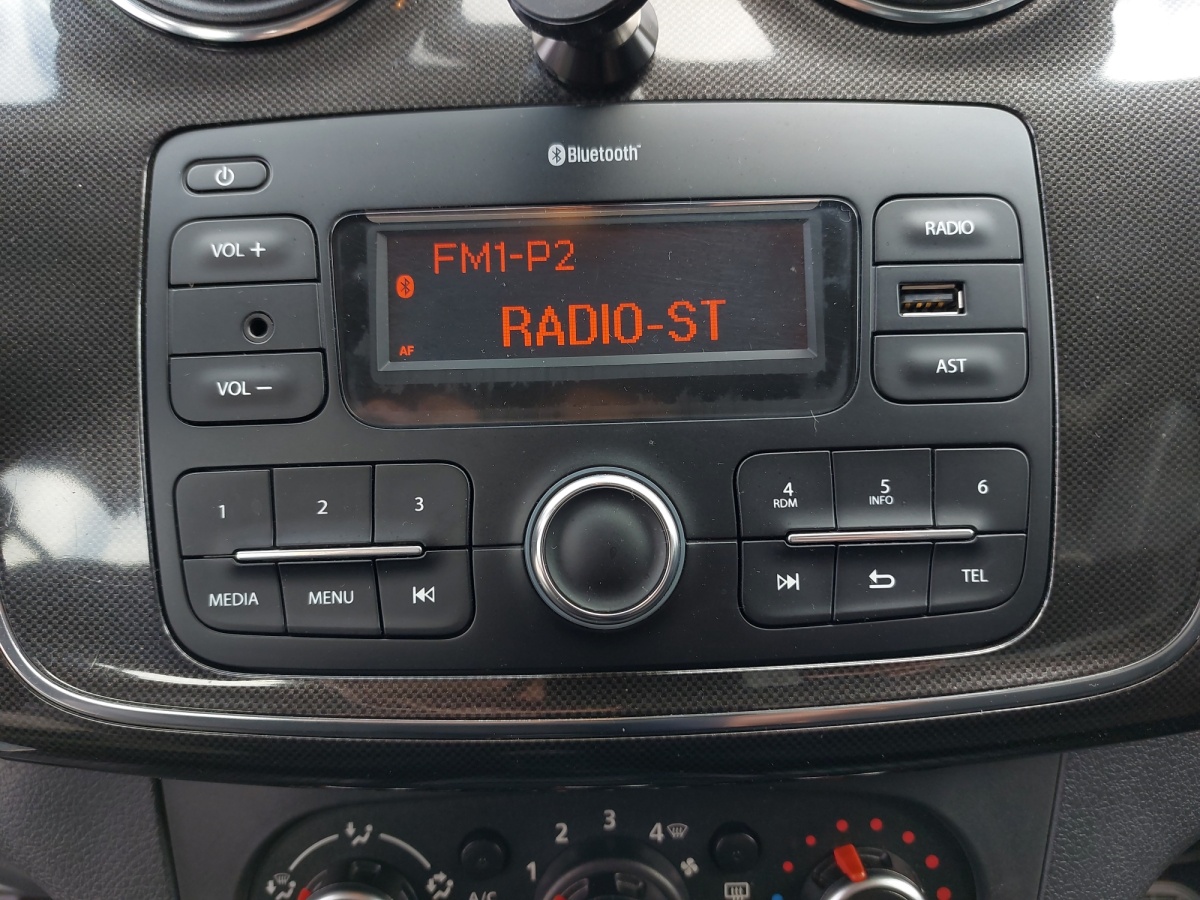 Bluetooth
VOL +
FM1-P2
RADIO
RADIO-ST
AF
VOL −
AST
1
2
3
4
RDM
5
INFO
6
MEDIA
MENU
TEL
1
2
3
4
A/C